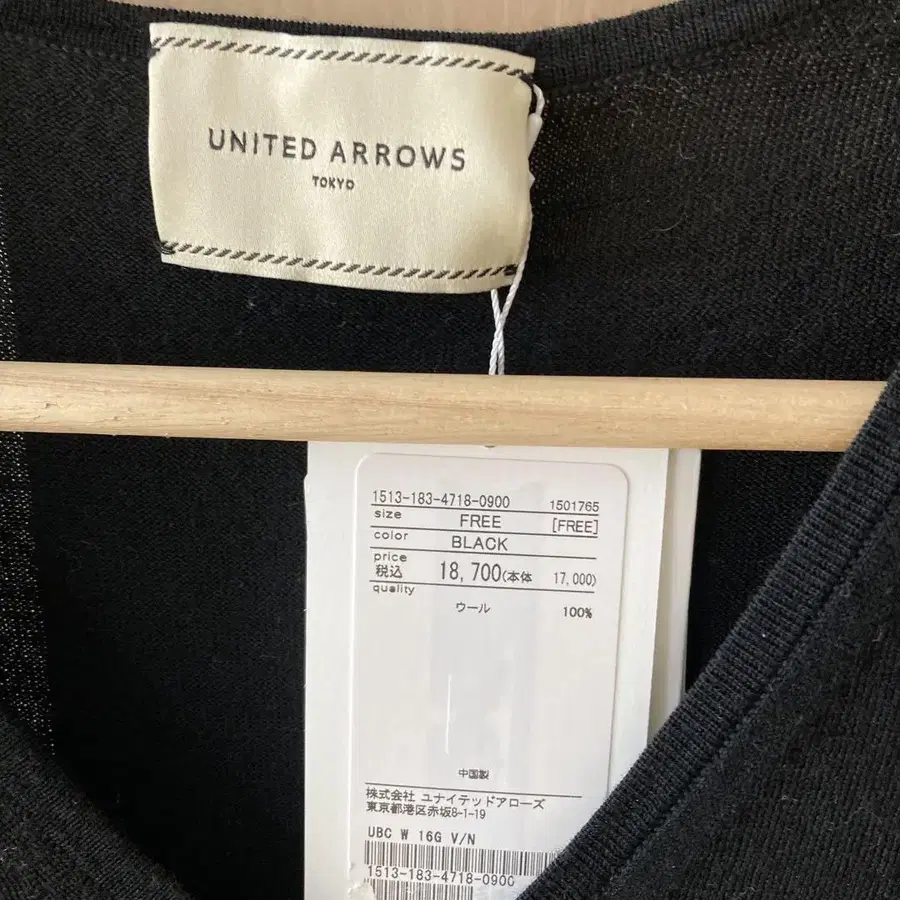 UNITED ARROWS
TOKYO
1513-183-4718-0900 1501765
size FREE [FREE]
color BLACK
price
税込 18,700(本体 17,000)
quality
ウール 100%
中国製
株式会社 ユナイテッドアローズ
東京都港区赤坂8-1-19
UBC W 16G V/N
1513-183-4718-0900